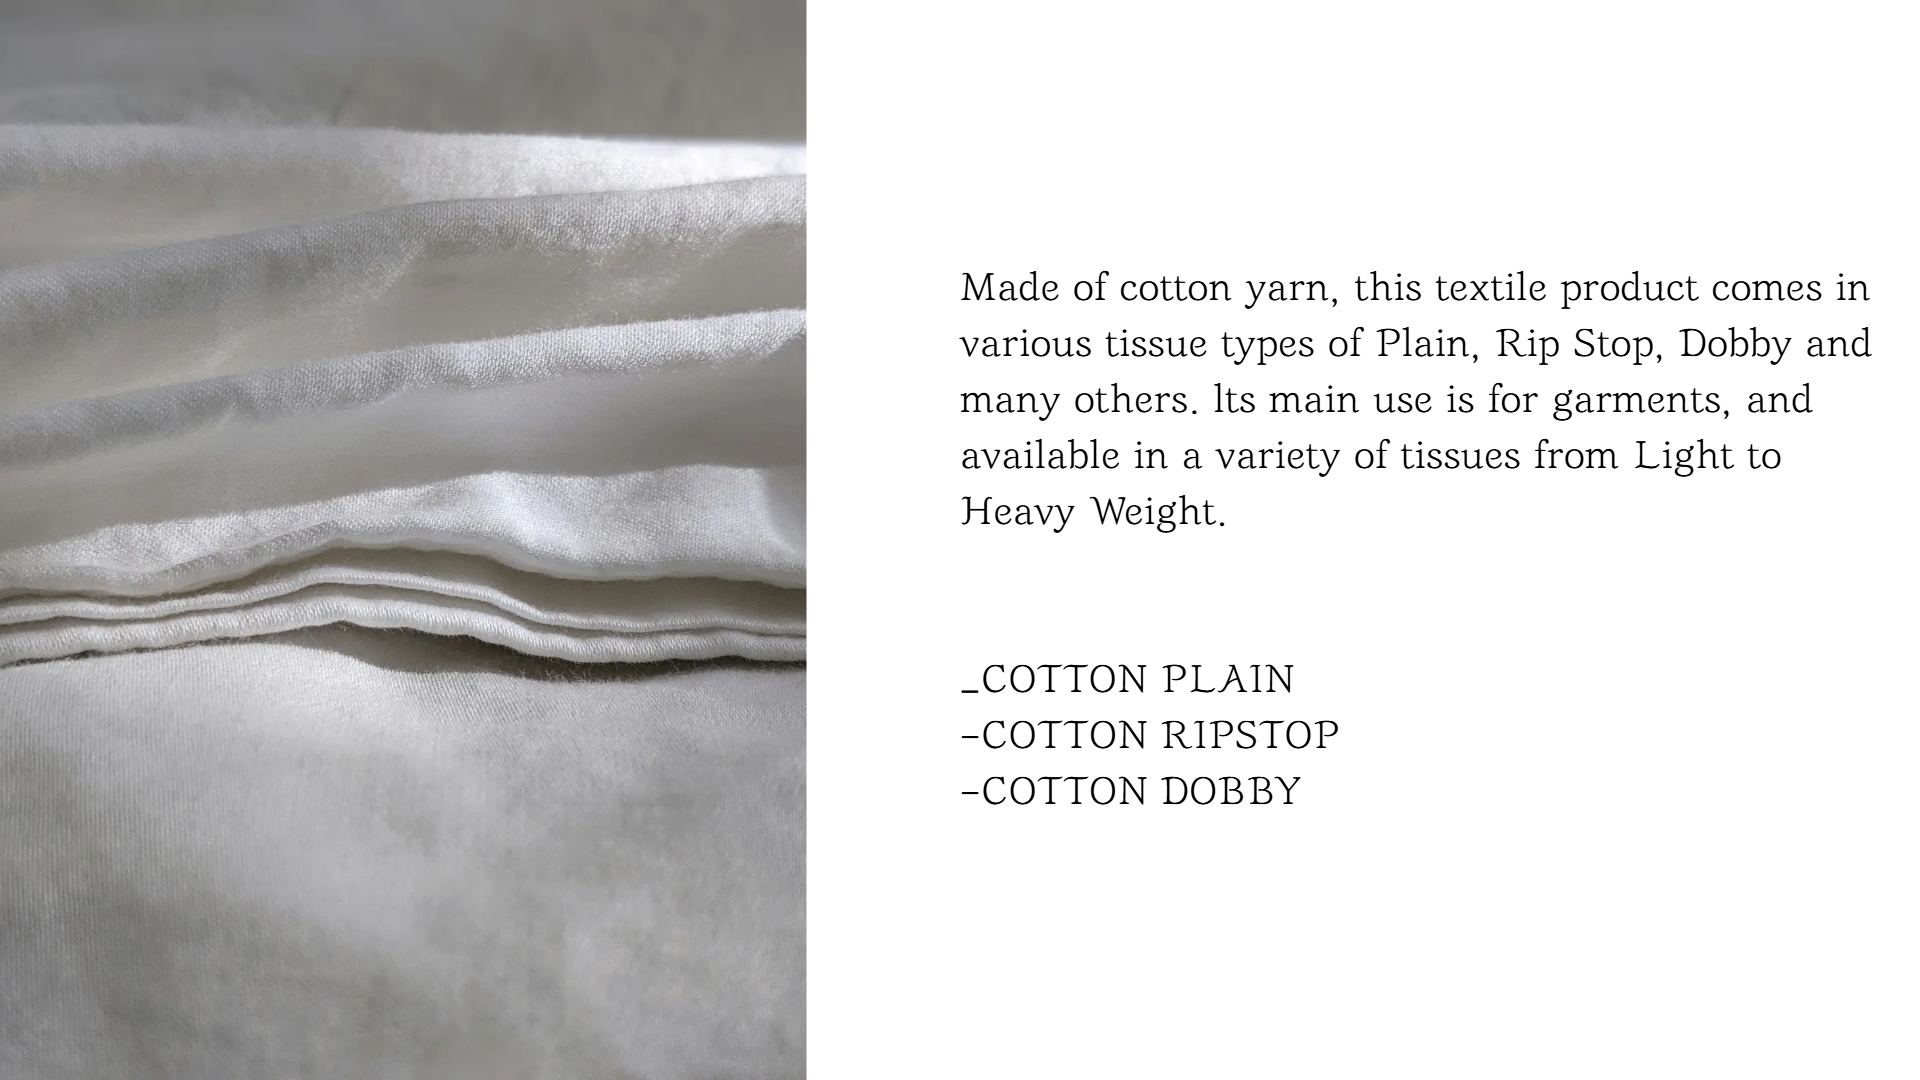 Made of cotton yarn, this textile product comes in
various tissue types of Plain, Rip Stop, Dobby and
many others. lts main use is for garments, and
available in a variety of tissues from Light to
Heavy Weight.
_COTTON PLAIN
-COTTON RIPSTOP
-COTTON DOBBY